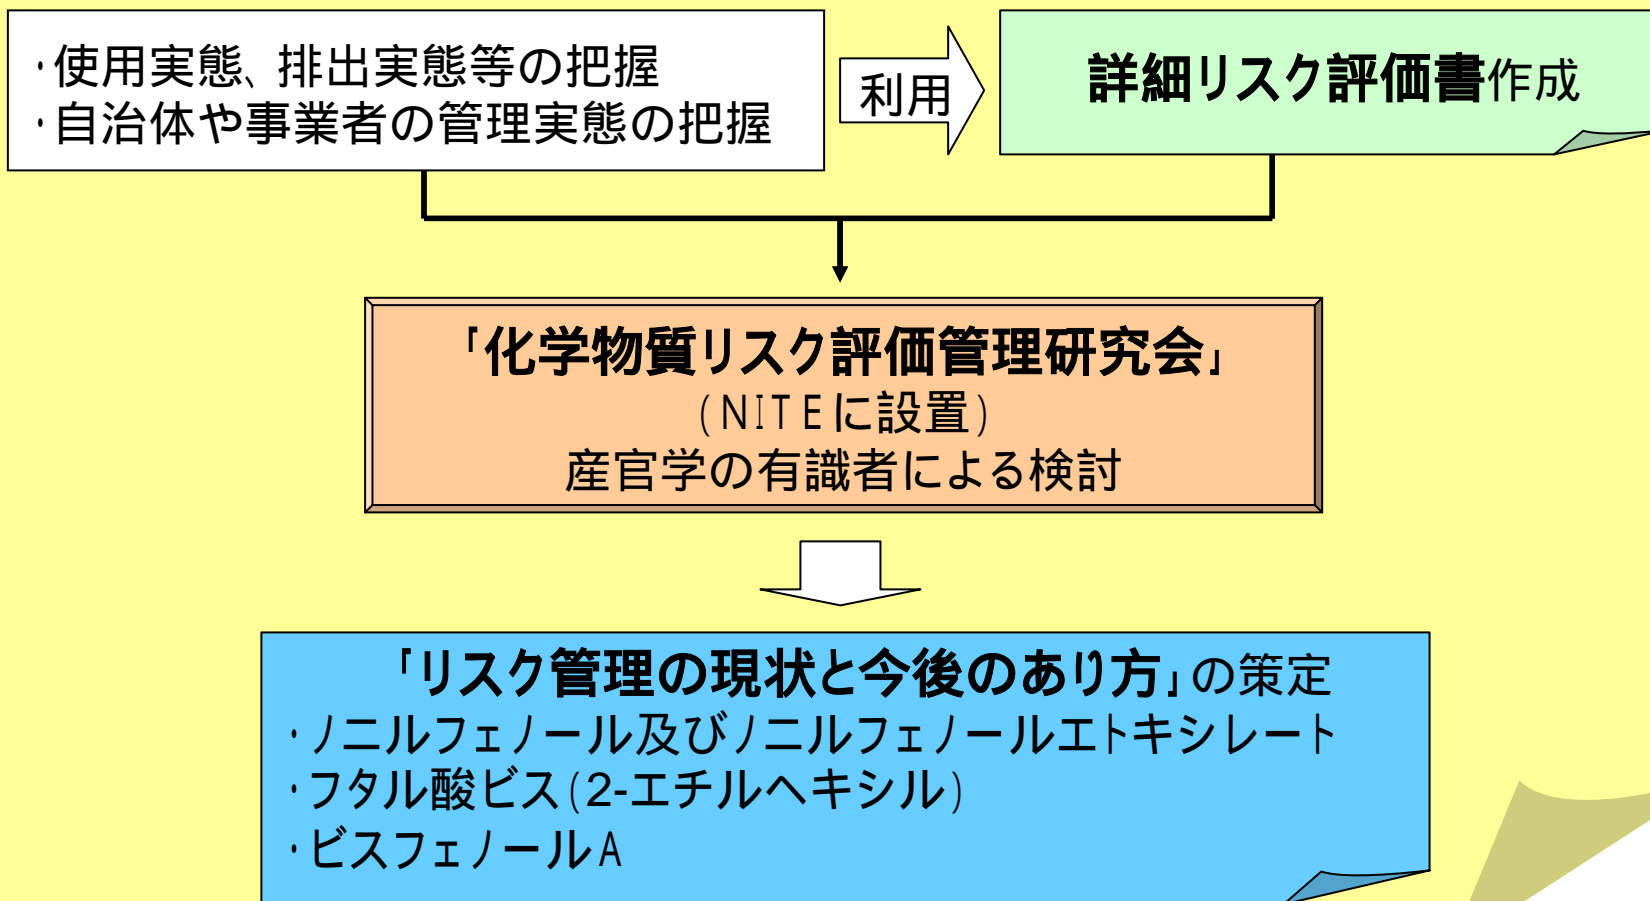 ・使用実態、排出実態等の把握
・自治体や事業者の管理実態の把握
利用
詳細リスク評価書作成
「化学物質リスク評価管理研究会」
(NITEに設置)
産官学の有識者による検討
「リスク管理の現状と今後のあり方」の策定
・ノニルフェノール及びノニルフェノールエトキシレート
・フタル酸ビス(2-エチルヘキシル)
・ビスフェノールA